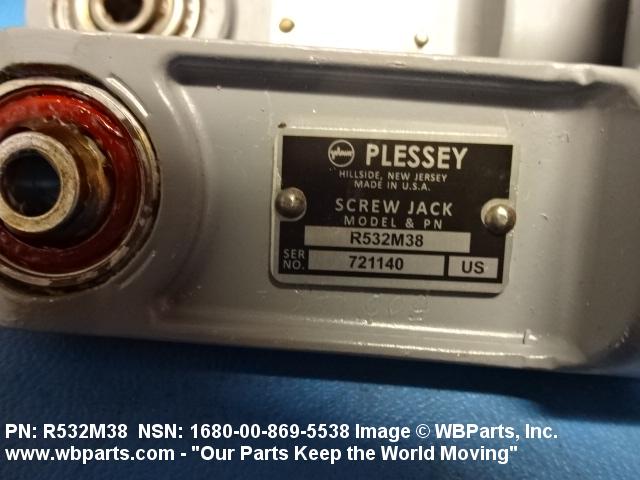 PLESSEY
HILLSIDE, NEW JERSEY
MADE IN U.S.A.
SCREW JACK
MODEL & PN
R532M38
SER NO. 721140 US
PN: R532M38 NSN: 1680-00-869-5538 Image © WBParts, Inc.
www.wbparts.com - "Our Parts Keep the World Moving"